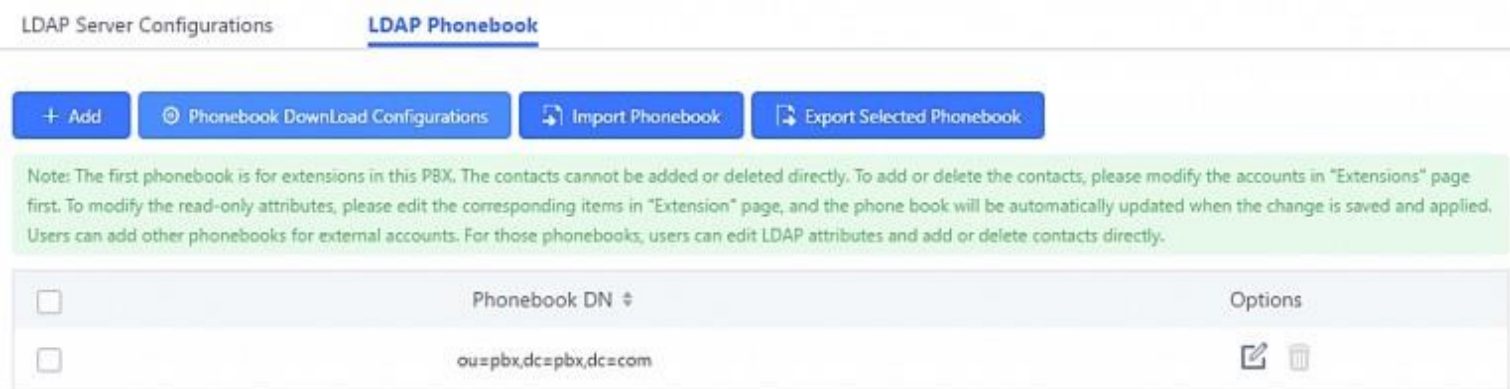 LDAP Server Configurations LDAP Phonebook
+ Add Phonebook DownLoad Configurations Import Phonebook Export Selected Phonebook
Note: The first phonebook is for extensions in this PBX. The contacts cannot be added or deleted directly. To add or delete the contacts, please modify the accounts in "Extensions" page
first. To modify the read-only attributes, please edit the corresponding items in "Extension" page, and the phone book will be automatically updated when the change is saved and applied.
Users can add other phonebooks for external accounts. For those phonebooks, users can edit LDAP attributes and add or delete contacts directly.
Phonebook DN Options
ou=pbx,dc=pbx,dc=com